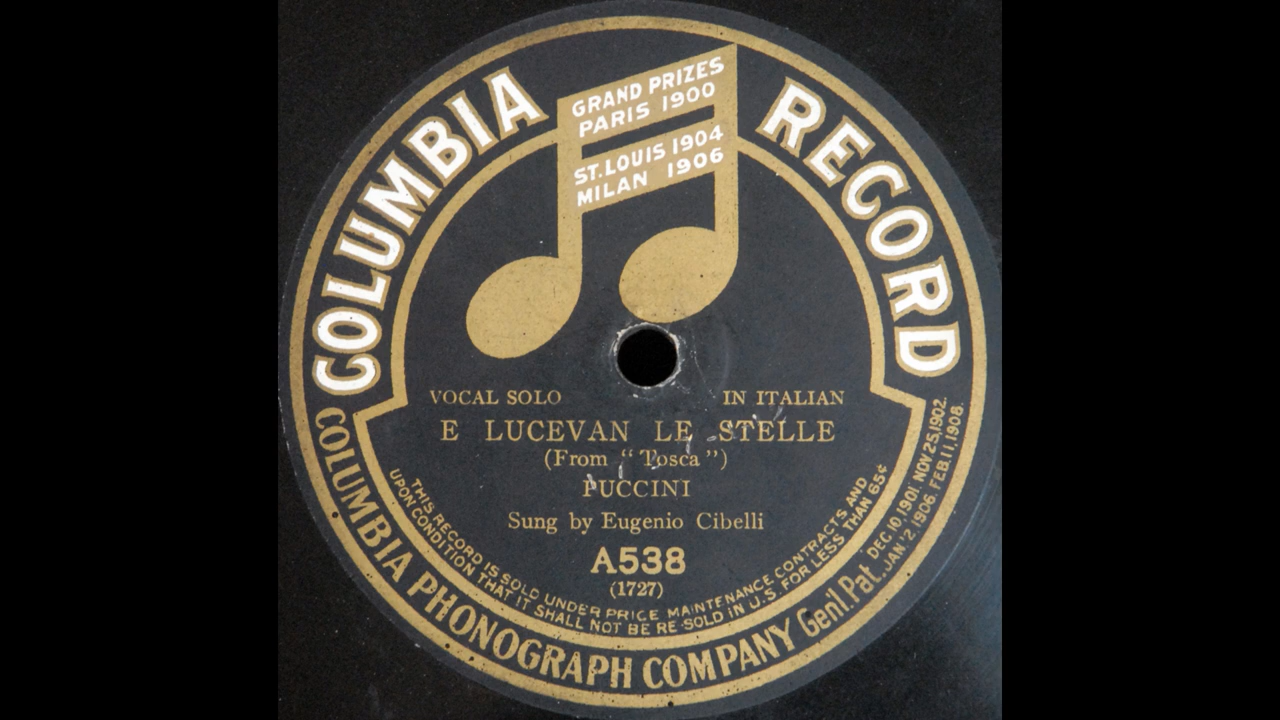 COLUMBIA RECORD
GRAND PRIZES
PARIS 1900
ST. LOUIS 1904
MILAN 1906
VOCAL SOLO IN ITALIAN
E LUCEVAN LE STELLE
(From "Tosca")
PUCCINI
Sung by Eugenio Cibelli
A538
(1727)
THIS RECORD IS SOLD UNDER PRICE MAINTENANCE CONTRACTS AND
UPON CONDITION THAT IT SHALL NOT BE RE-SOLD IN U.S. FOR LESS THAN 65¢
COLUMBIA PHONOGRAPH COMPANY Gen'l. Pat. DEC. 10, 1901. NOV 25, 1902.
JAN'2, 1906. FEB. 11, 1908.